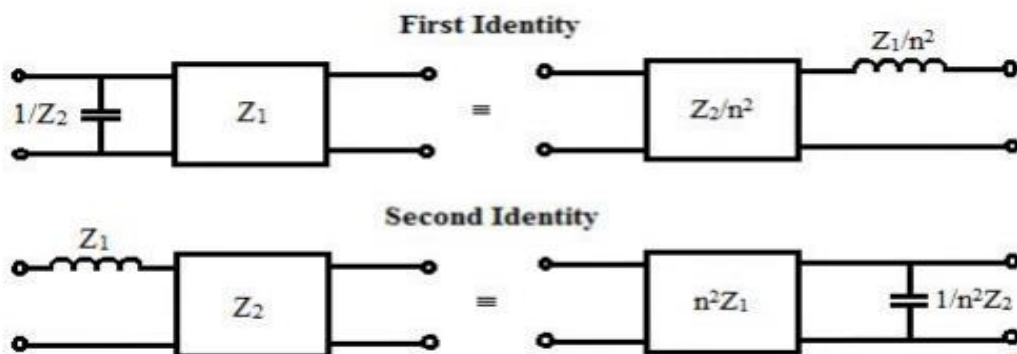 First Identity
Z₁/n²
1/Z₂
Z₁
≡
Z₂/n²
Second Identity
Z₁
Z₂
≡
n²Z₁
1/n²Z₂